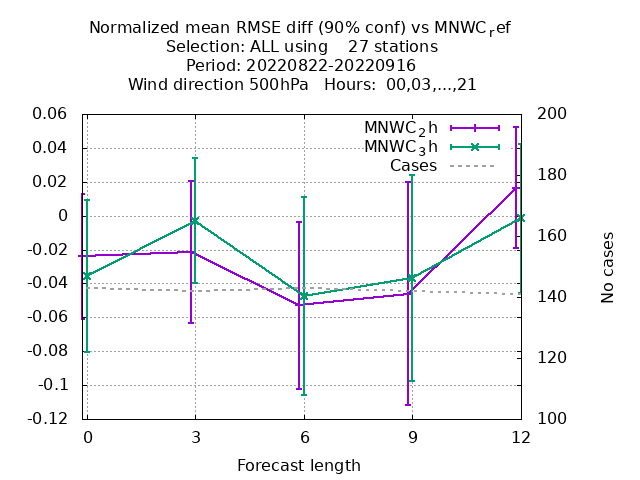 Normalized mean RMSE diff (90% conf) vs MNWC_ref
Selection: ALL using    27 stations
Period: 20220822-20220916
Wind direction 500hPa   Hours:  00,03,...,21
MNWC_2h
MNWC_3h
Cases
0.06
0.04
0.02
0
-0.02
-0.04
-0.06
-0.08
-0.1
-0.12
200
180
160
140
120
100
No cases
0 3 6 9 12
Forecast length